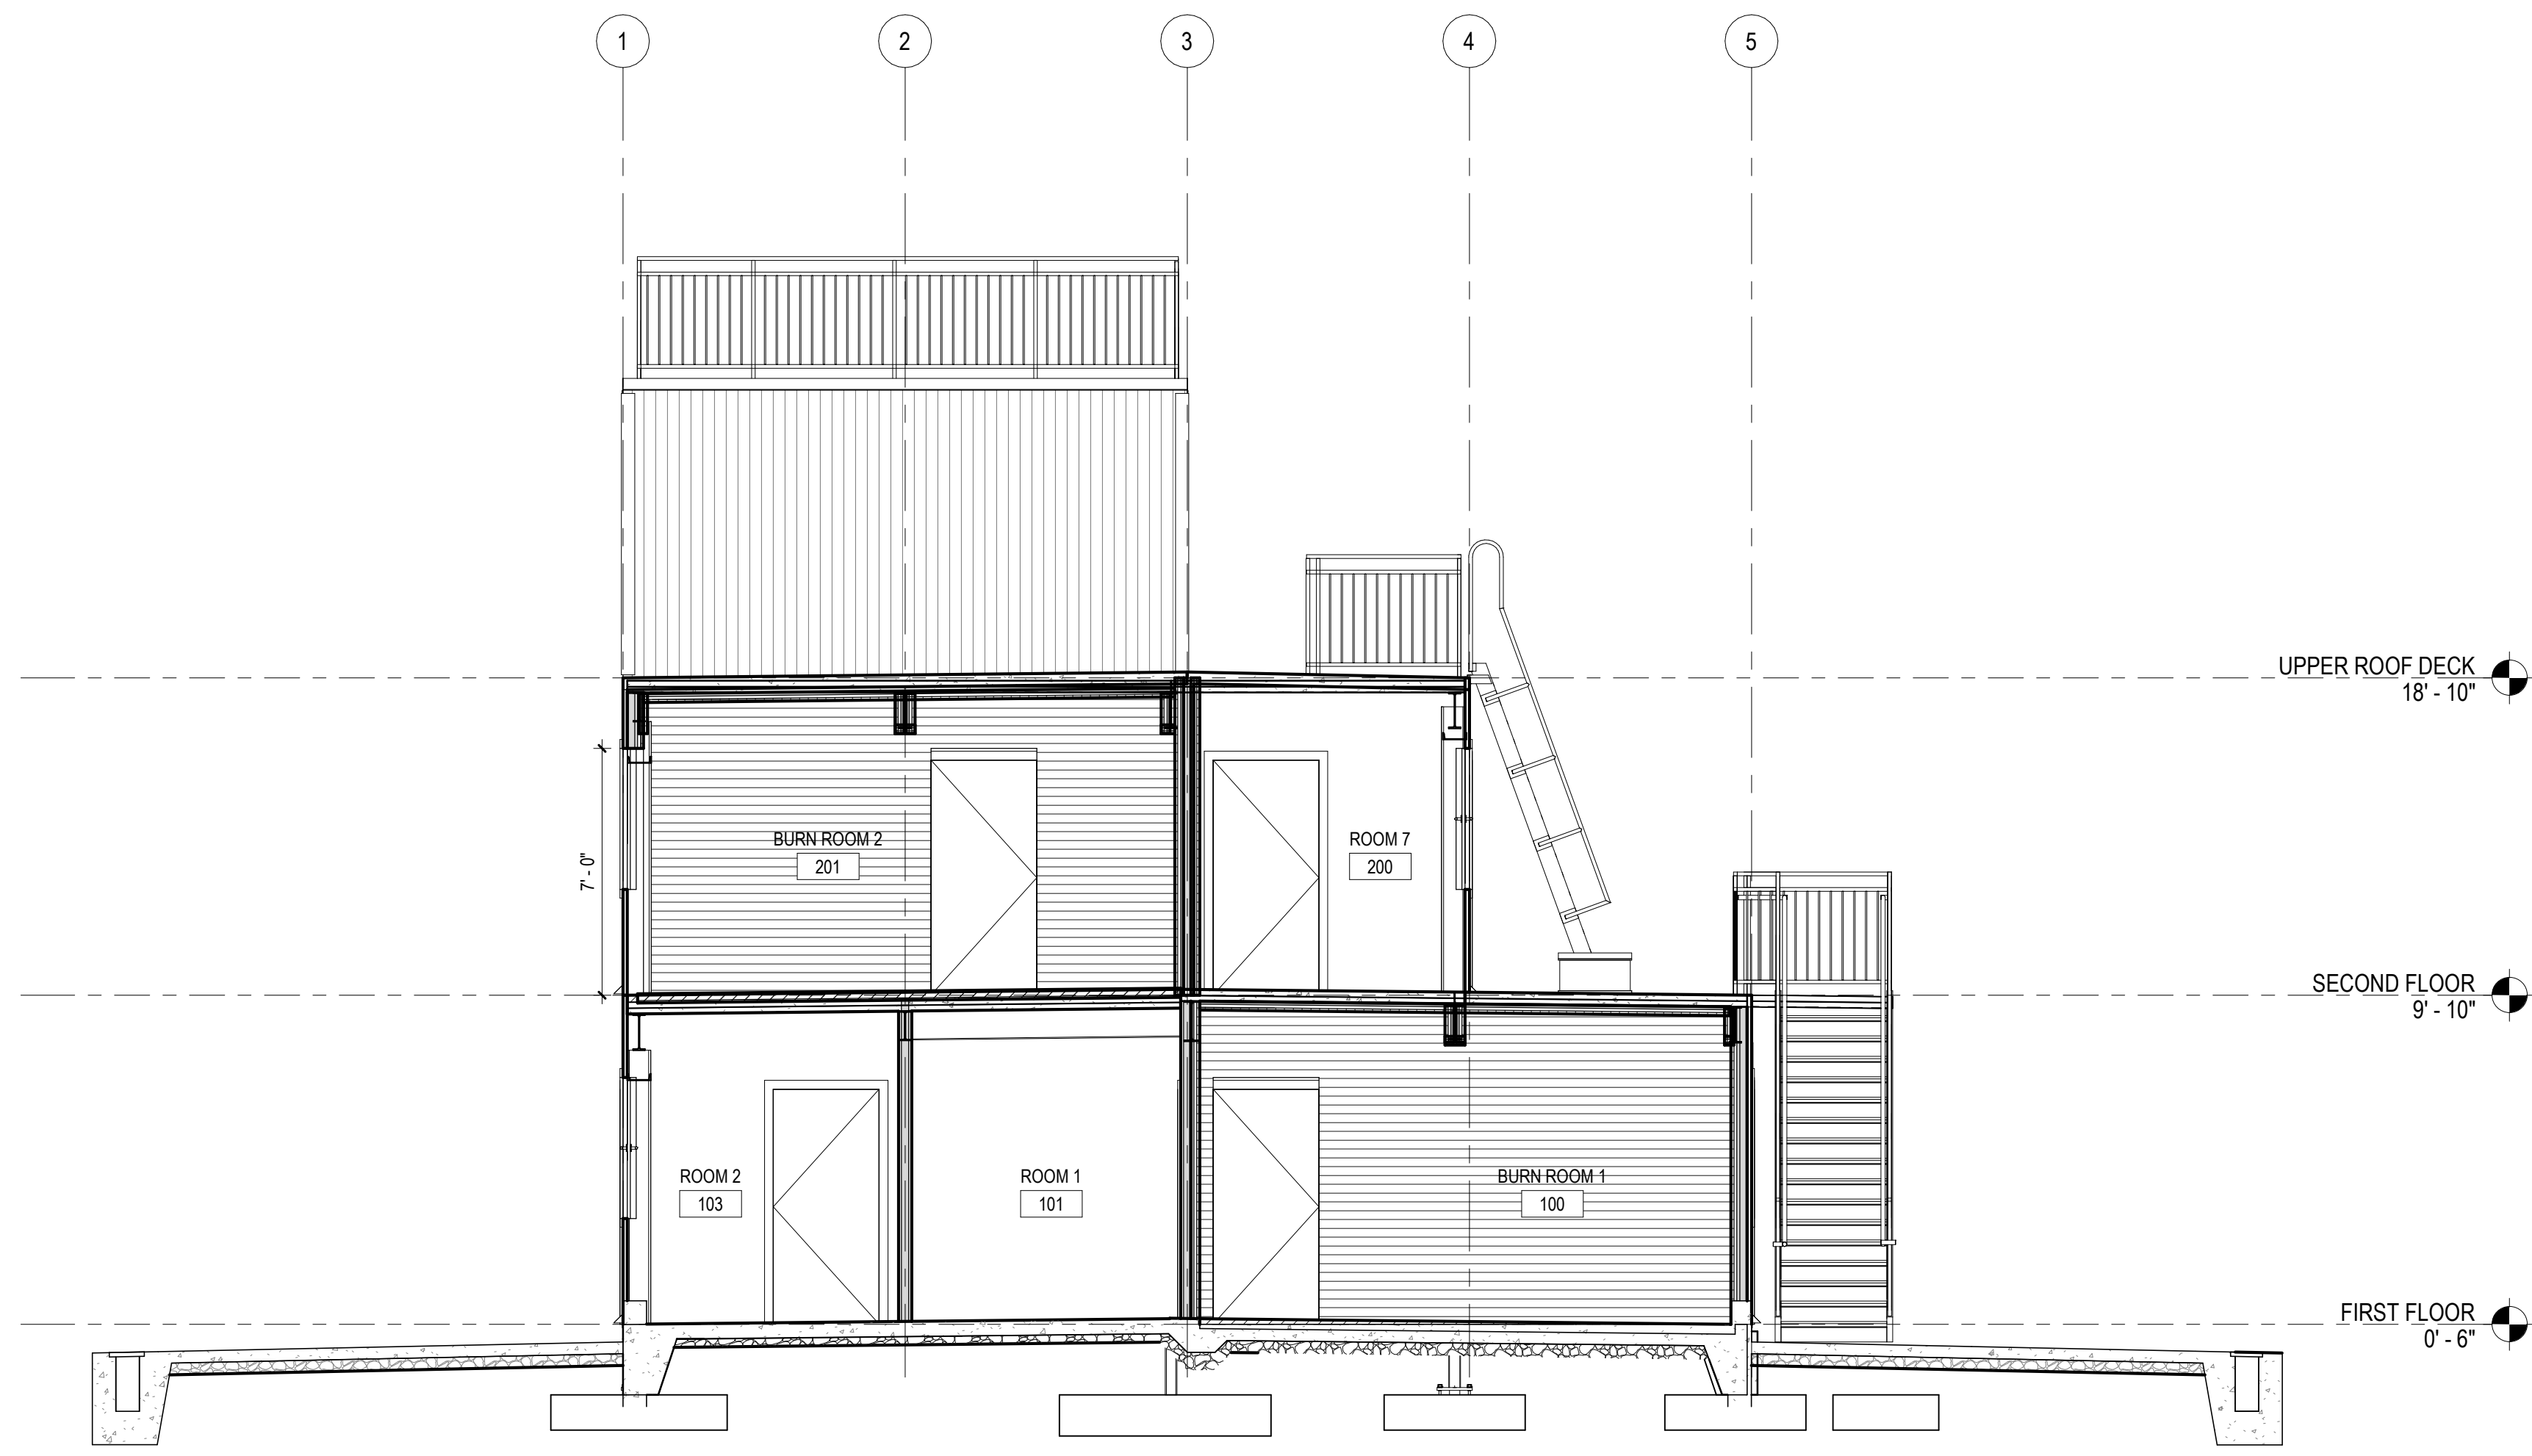 1
2
3
4
5
UPPER ROOF DECK
18' - 10"
7' - 0"
BURN ROOM 2
201
ROOM 7
200
SECOND FLOOR
9' - 10"
ROOM 2
103
ROOM 1
101
BURN ROOM 1
100
FIRST FLOOR
0' - 6"